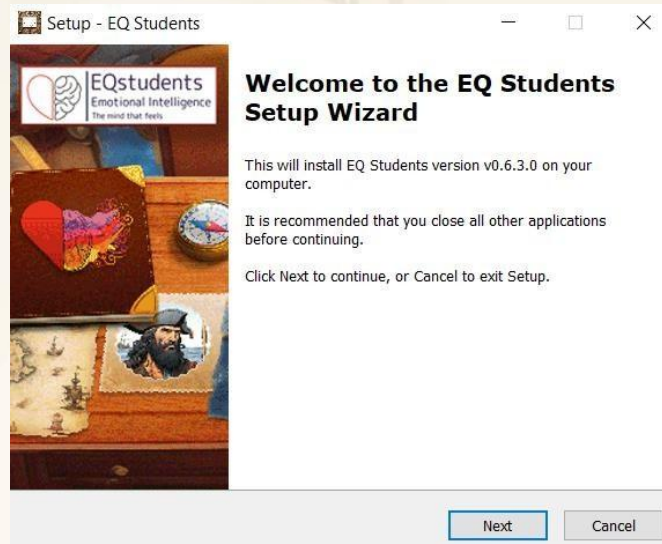 Setup - EQ Students
EQstudents
Emotional Intelligence
The mind that feels
Welcome to the EQ Students
Setup Wizard
This will install EQ Students version v0.6.3.0 on your
computer.
It is recommended that you close all other applications
before continuing.
Click Next to continue, or Cancel to exit Setup.
Next
Cancel